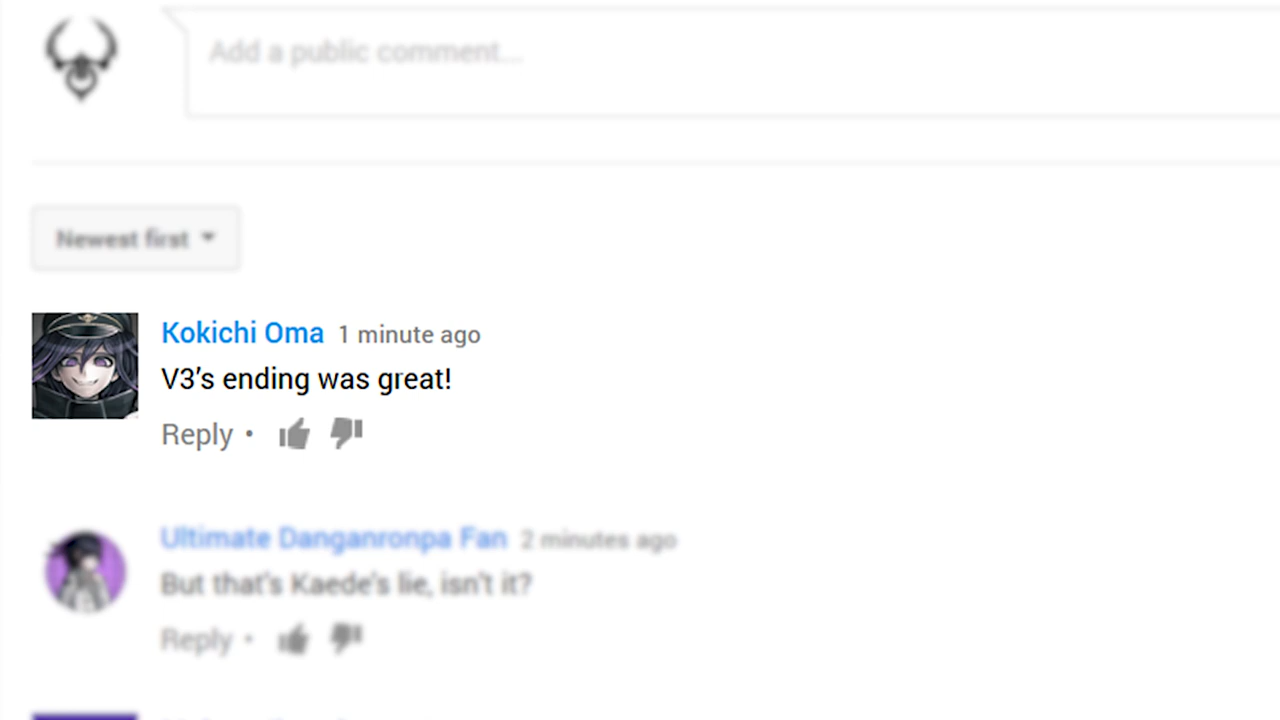 Add a public comment...
Newest first
Kokichi Oma 1 minute ago
V3's ending was great!
Reply •
Ultimate Danganronpa Fan 2 minutes ago
But that's Kaede's lie, isn't it?
Reply •